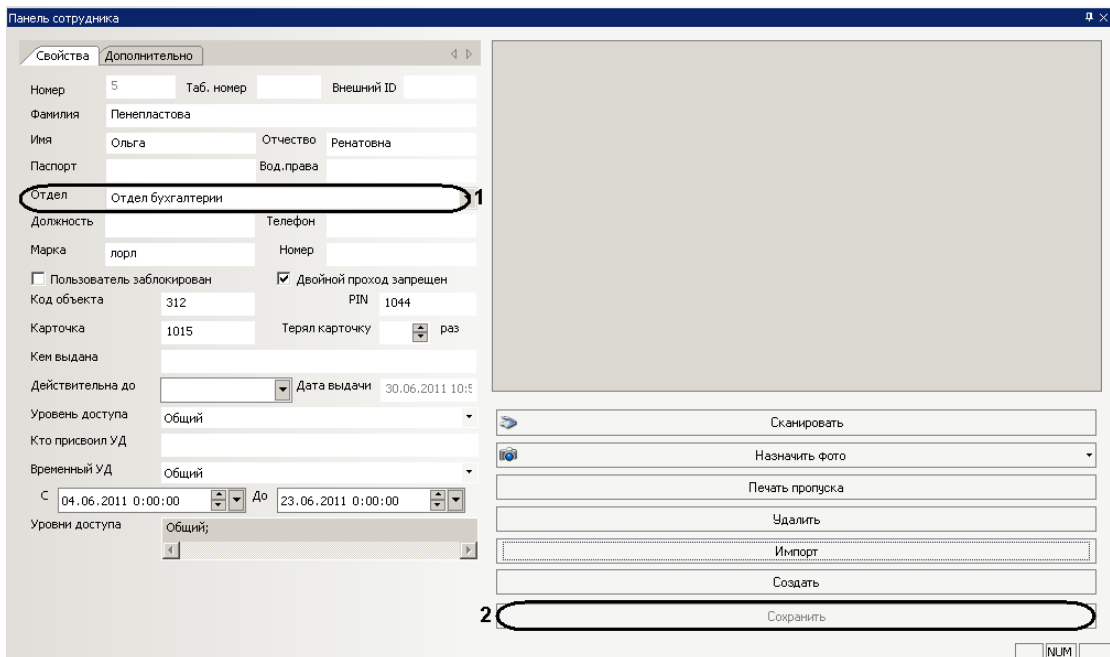 Панель сотрудника
Свойства Дополнительно
Номер 5 Таб. номер Внешний ID
Фамилия Пенепластова
Имя Ольга Отчество Ренатовна
Паспорт Вод.права
Отдел Отдел бухгалтерии 1
Должность Телефон
Марка лорл Номер
Пользователь заблокирован Двойной проход запрещен
Код объекта 312 PIN 1044
Карточка 1015 Терял карточку раз
Кем выдана
Действительна до Дата выдачи 30.06.2011 10:5
Уровень доступа Общий
Кто присвоил УД
Временный УД Общий
С 04.06.2011 0:00:00 До 23.06.2011 0:00:00
Уровни доступа Общий;
Сканировать
Назначить фото
Печать пропуска
Удалить
Импорт
Создать
2 Сохранить
NUM